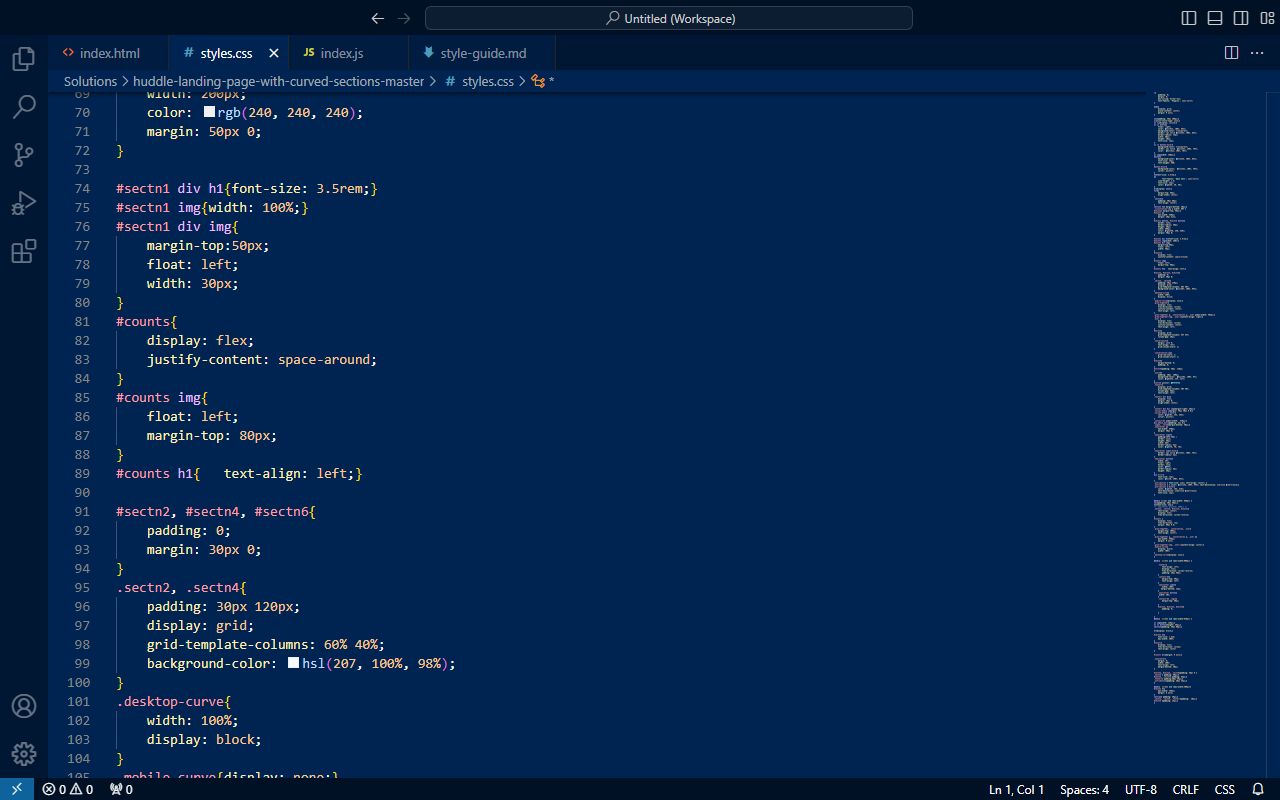 Untitled (Workspace)
index.html
styles.css
index.js
style-guide.md
Solutions > huddle-landing-page-with-curved-sections-master > # styles.css > *
69 width: 200px;
70 color: rgb(240, 240, 240);
71 margin: 50px 0;
72 }
73
74 #sectn1 div h1{font-size: 3.5rem;}
75 #sectn1 img{width: 100%;}
76 #sectn1 div img{
77 margin-top:50px;
78 float: left;
79 width: 30px;
80 }
81 #counts{
82 display: flex;
83 justify-content: space-around;
84 }
85 #counts img{
86 float: left;
87 margin-top: 80px;
88 }
89 #counts h1{   text-align: left;}
90
91 #sectn2, #sectn4, #sectn6{
92 padding: 0;
93 margin: 30px 0;
94 }
95 .sectn2, .sectn4{
96 padding: 30px 120px;
97 display: grid;
98 grid-template-columns: 60% 40%;
99 background-color: hsl(207, 100%, 98%);
100 }
101 .desktop-curve{
102 width: 100%;
103 display: block;
104 }
105 .mobile-curve{display: none;}
0 0 0 Ln 1, Col 1 Spaces: 4 UTF-8 CRLF CSS